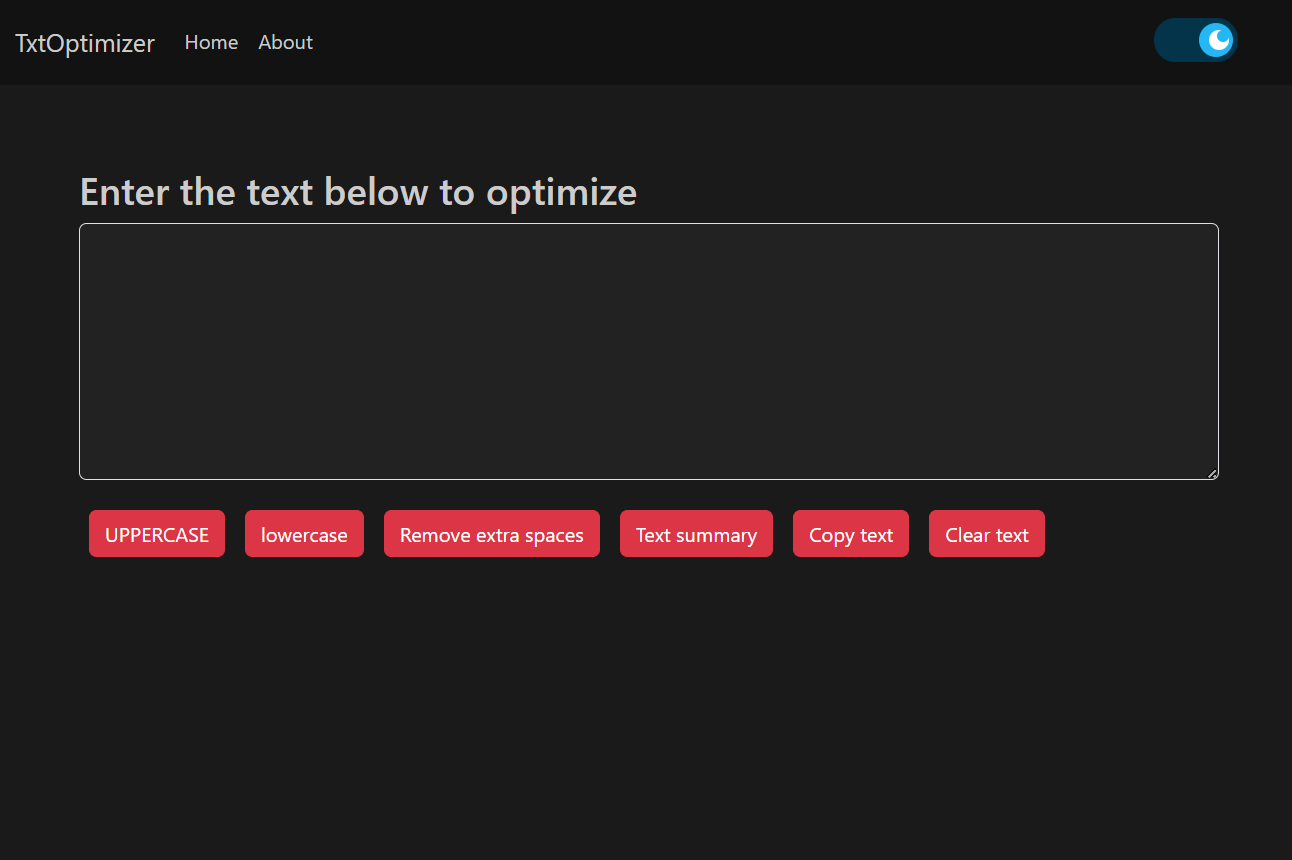 TxtOptimizer Home About
Enter the text below to optimize
UPPERCASE lowercase Remove extra spaces Text summary Copy text Clear text